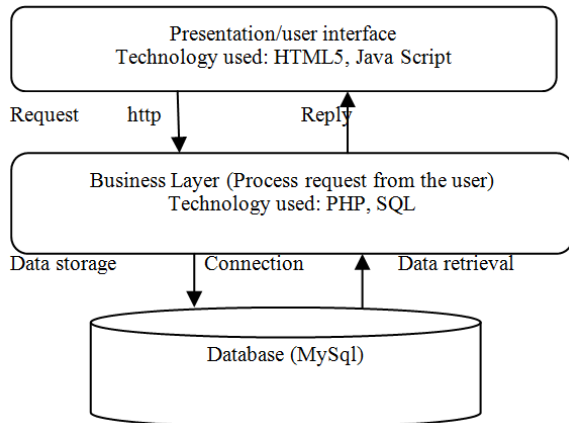 Presentation/user interface
Technology used: HTML5, Java Script
Request http Reply
Business Layer (Process request from the user)
Technology used: PHP, SQL
Data storage Connection Data retrieval
Database (MySql)